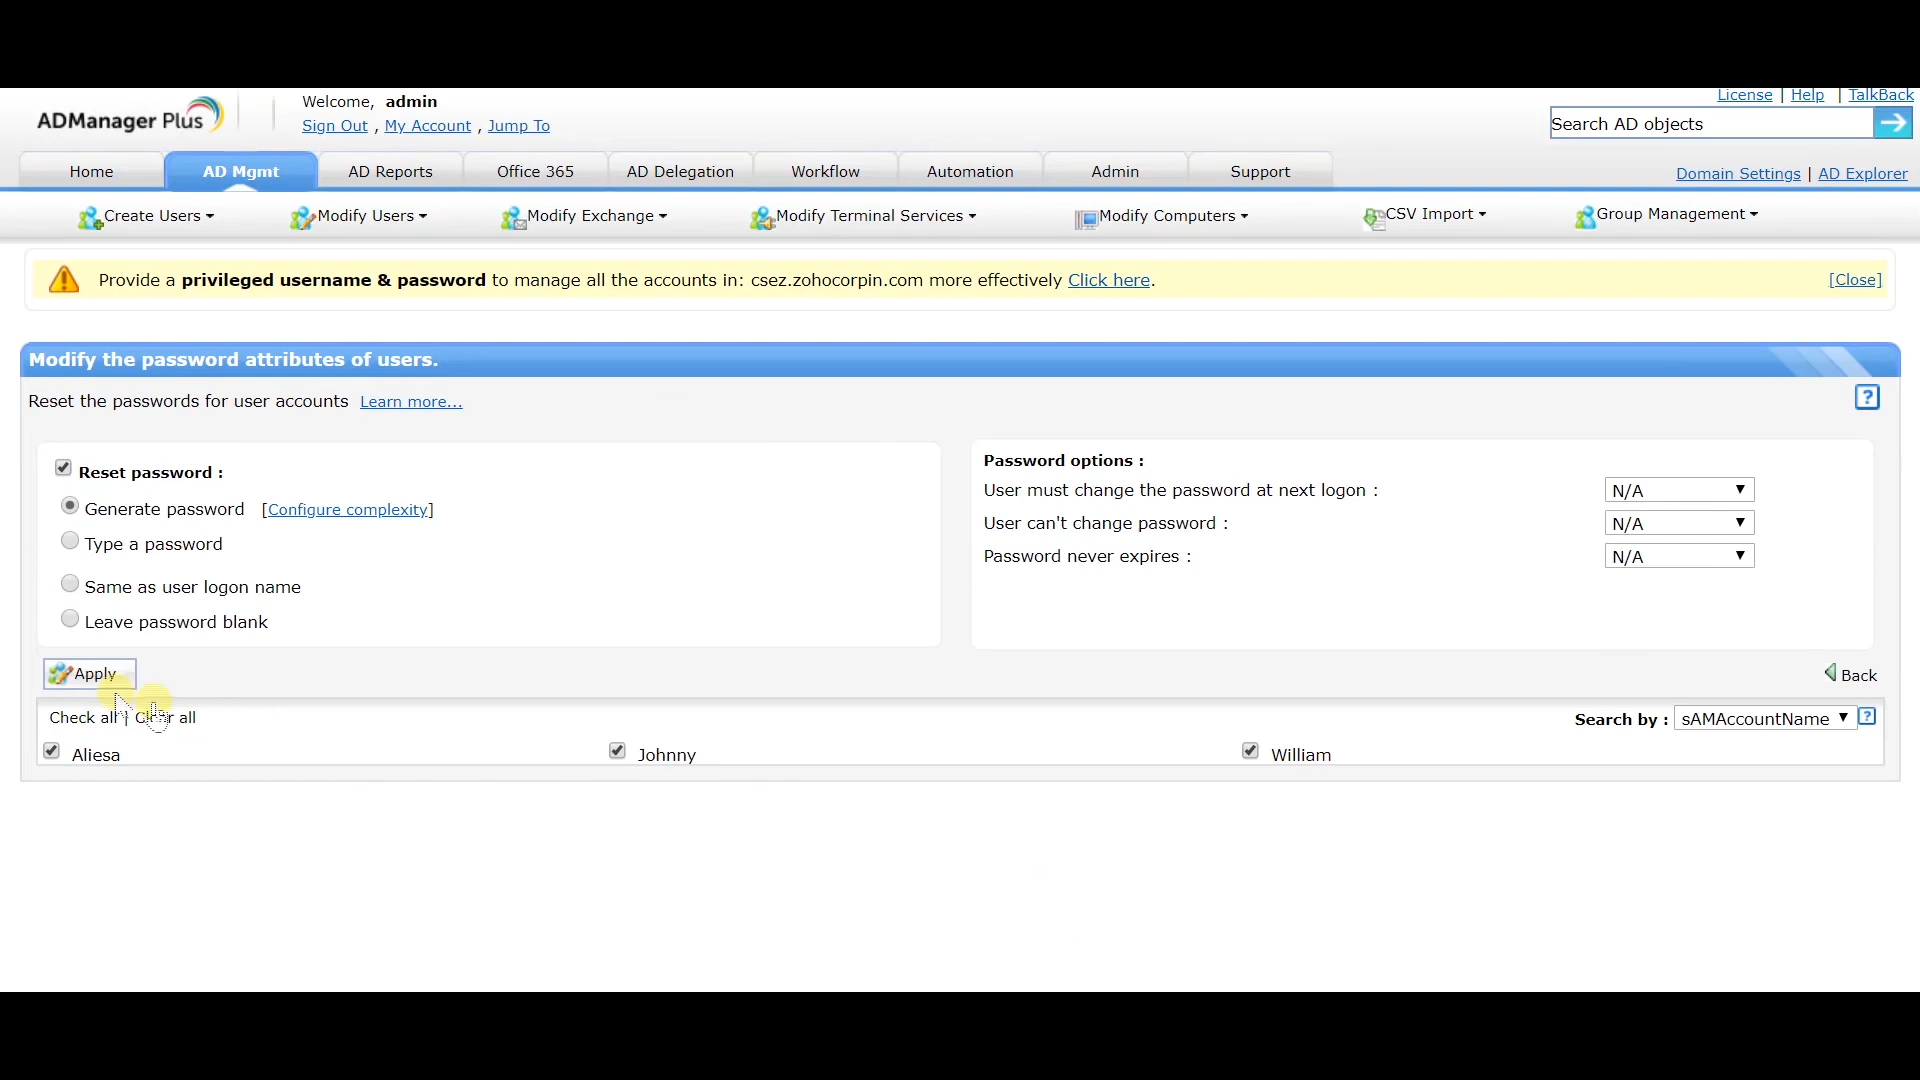 License | Help | TalkBack
ADManager Plus
Welcome, admin
Sign Out , My Account , Jump To
Search AD objects
Home AD Mgmt AD Reports Office 365 AD Delegation Workflow Automation Admin Support
Domain Settings | AD Explorer
Create Users Modify Users Modify Exchange Modify Terminal Services Modify Computers CSV Import Group Management
Provide a privileged username & password to manage all the accounts in: csez.zohocorpin.com more effectively Click here. [Close]
Modify the password attributes of users.
Reset the passwords for user accounts Learn more... ?
Reset password :
Generate password [Configure complexity]
Type a password
Same as user logon name
Leave password blank
Password options :
User must change the password at next logon : N/A
User can't change password : N/A
Password never expires : N/A
Apply
Back
Check all | Clear all
Search by : sAMAccountName ?
Aliesa Johnny William